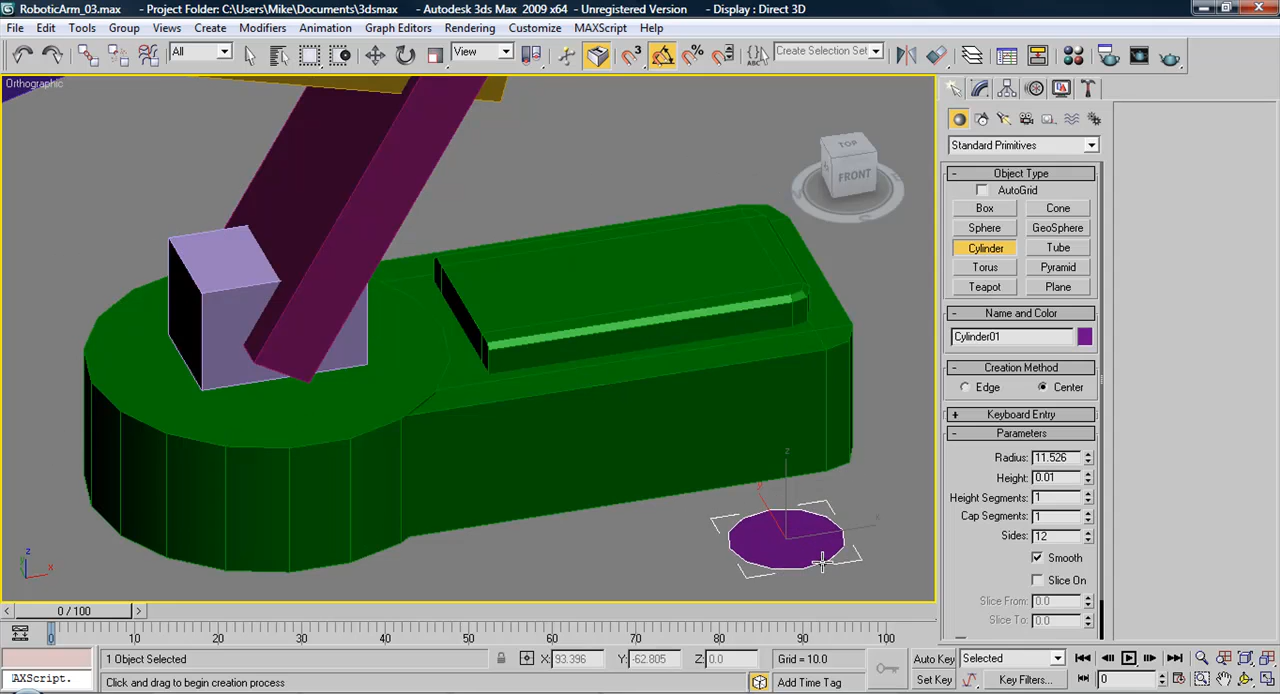 RoboticArm_03.max - Project Folder: C:\Users\Mike\Documents\3dsmax - Autodesk 3ds Max 2009 x64 - Unregistered Version - Display : Direct 3D
File Edit Tools Group Views Create Modifiers Animation Graph Editors Rendering Customize MAXScript Help
All View 3 Create Selection Set
Orthographic
TOP
FRONT
Standard Primitives
- Object Type
AutoGrid
Box Cone
Sphere GeoSphere
Cylinder Tube
Torus Pyramid
Teapot Plane
- Name and Color
Cylinder01
- Creation Method
Edge Center
+ Keyboard Entry
- Parameters
Radius: 11.526
Height: 0.01
Height Segments: 1
Cap Segments: 1
Sides: 12
Smooth
Slice On
Slice From: 0.0
Slice To: 0.0
z
y
x
z
x
< 0 / 100 >
0 10 20 30 40 50 60 70 80 90 100
1 Object Selected X: 93.396 Y: -62.805 Z: 0.0 Grid = 10.0 Auto Key Selected
AXScript. Click and drag to begin creation process Add Time Tag Set Key Key Filters... 0